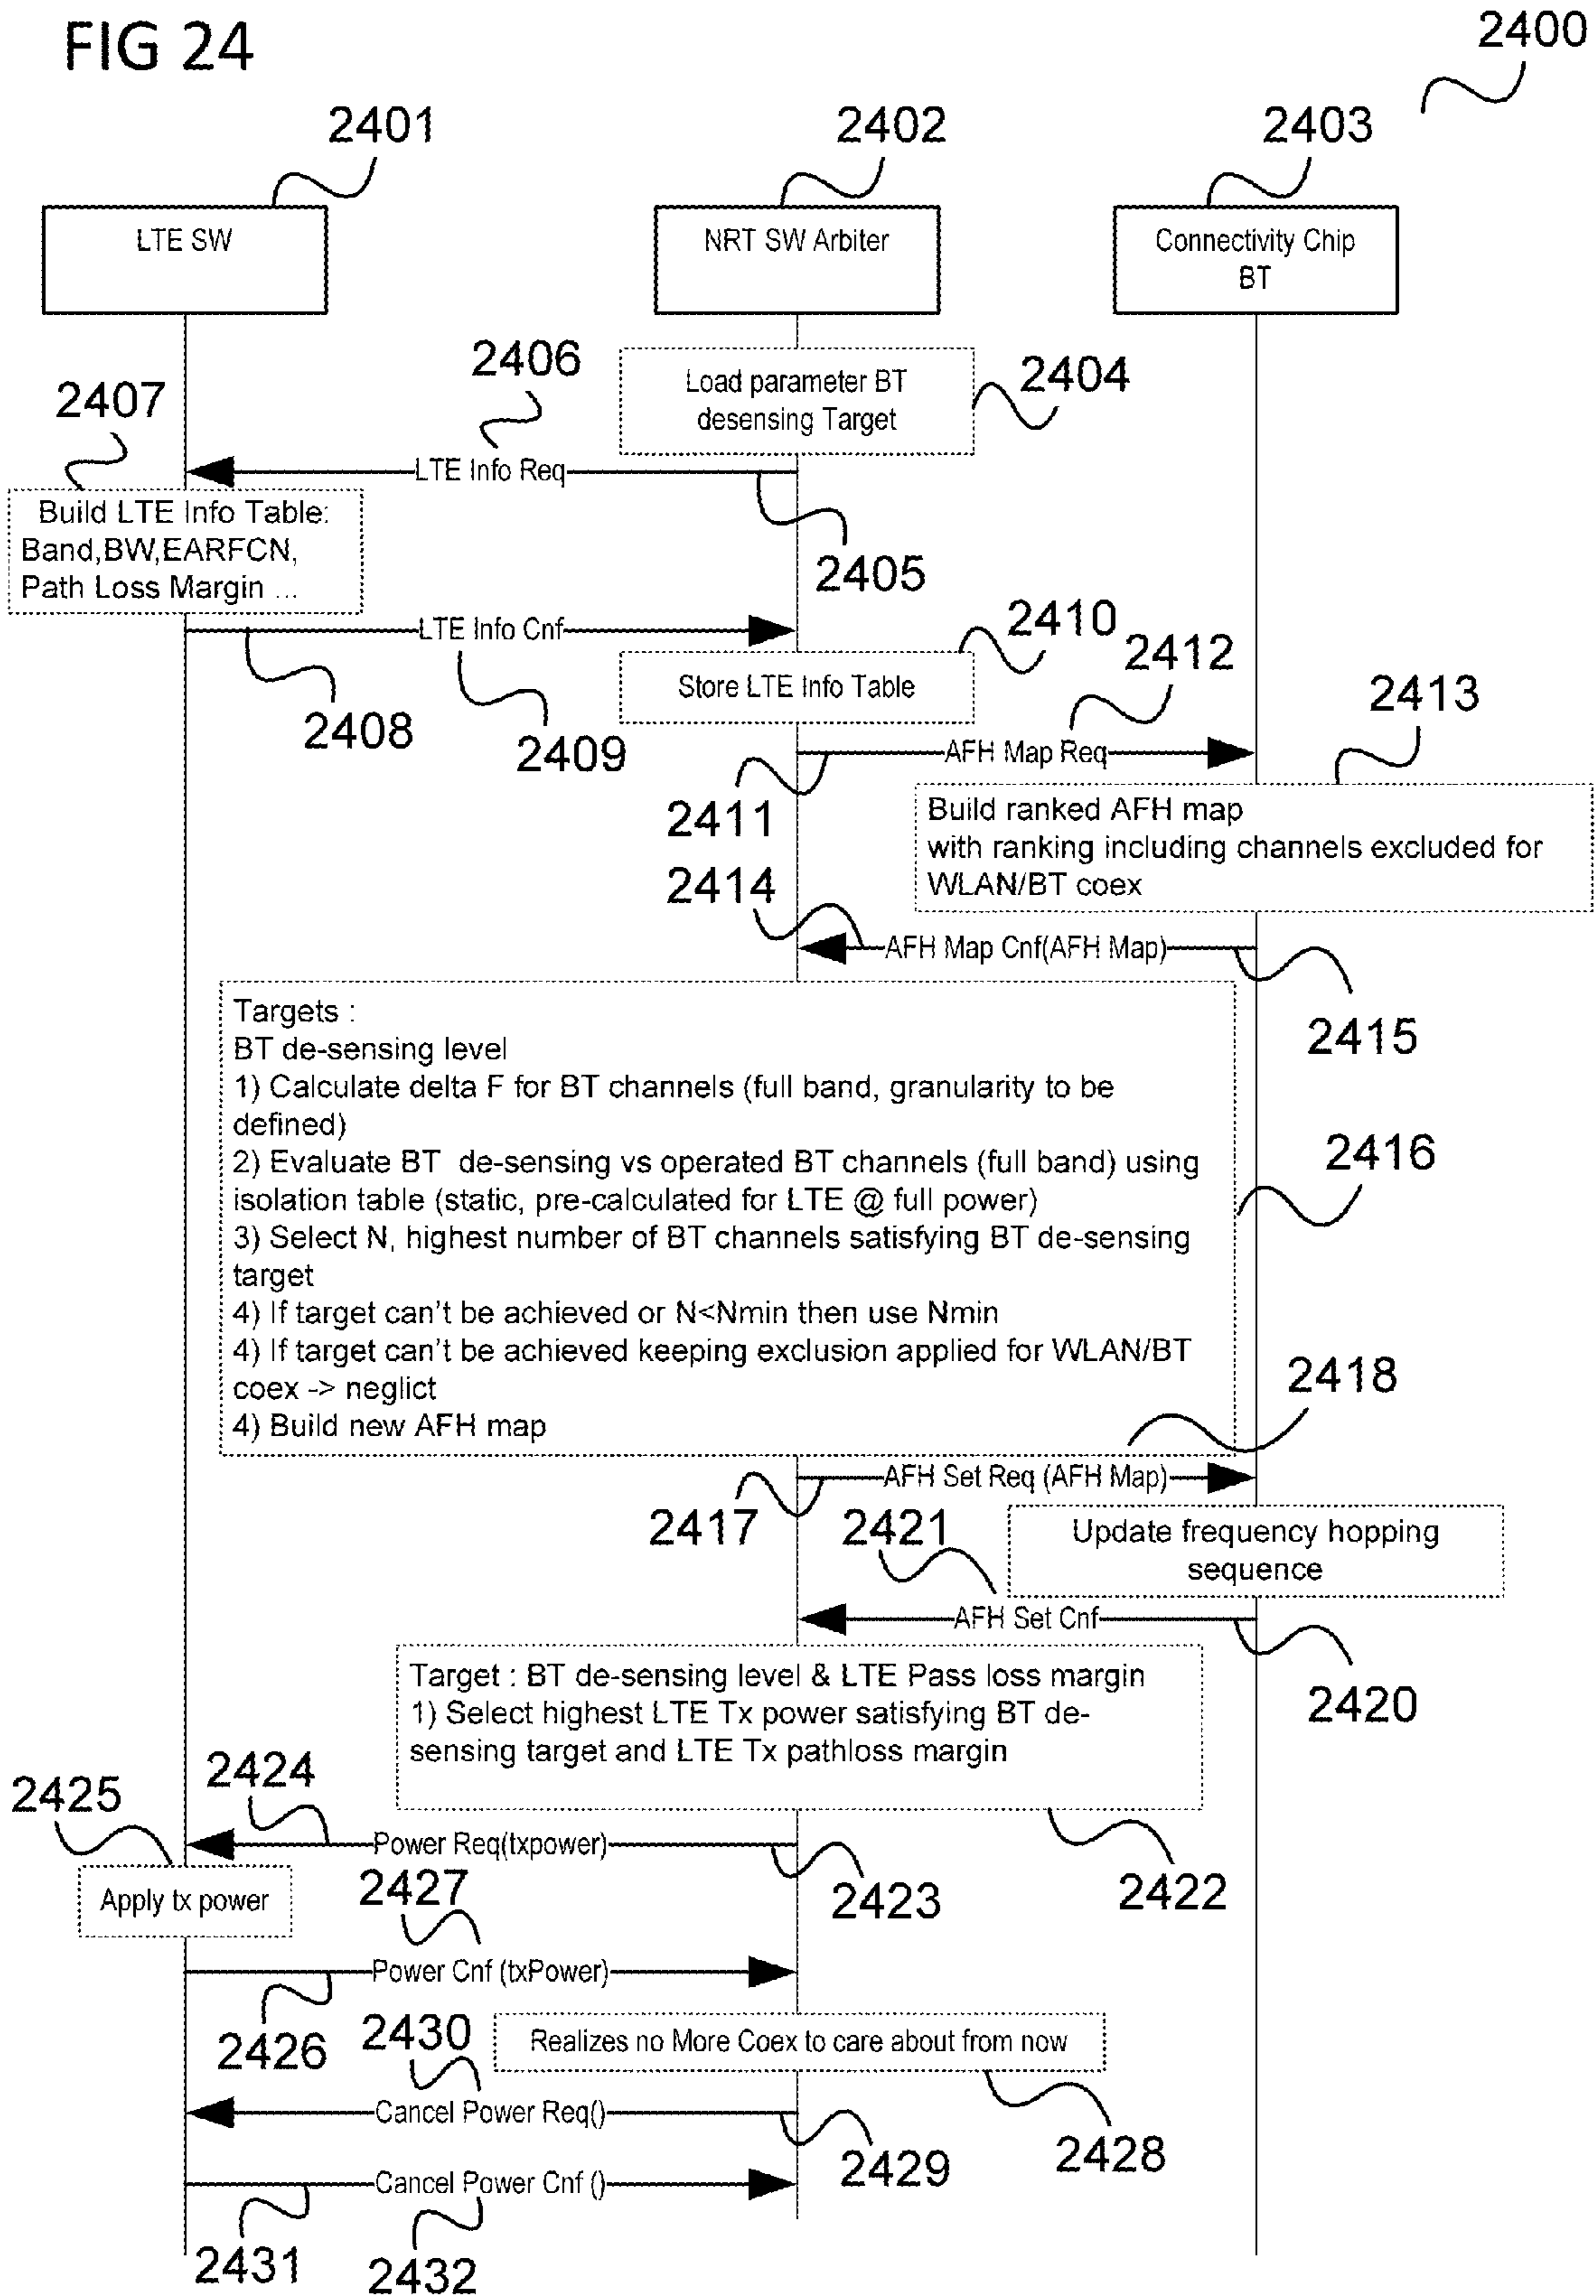 FIG 24
2400
2401
2402
2403
LTE SW
NRT SW Arbiter
Connectivity Chip
BT
2406
Load parameter BT
desensing Target
2404
2407
LTE Info Req
Build LTE Info Table:
Band,BW,EARFCN,
Path Loss Margin ...
2405
LTE Info Cnf
2410
2412
Store LTE Info Table
2413
2408
2409
AFH Map Req
2411
Build ranked AFH map
with ranking including channels excluded for
WLAN/BT coex
2414
AFH Map Cnf(AFH Map)
2415
Targets :
BT de-sensing level
1) Calculate delta F for BT channels (full band, granularity to be
defined)
2) Evaluate BT de-sensing vs operated BT channels (full band) using
isolation table (static, pre-calculated for LTE @ full power)
3) Select N, highest number of BT channels satisfying BT de-sensing
target
4) If target can't be achieved or N<Nmin then use Nmin
4) If target can't be achieved keeping exclusion applied for WLAN/BT
coex -> neglict
4) Build new AFH map
2416
2418
AFH Set Req (AFH Map)
2417
2421
Update frequency hopping
sequence
AFH Set Cnf
2420
Target : BT de-sensing level & LTE Pass loss margin
1) Select highest LTE Tx power satisfying BT de-
sensing target and LTE Tx pathloss margin
2424
2425
Power Req(txpower)
2422
2423
Apply tx power
2427
Power Cnf (txPower)
2426
2430
Realizes no More Coex to care about from now
Cancel Power Req()
2429
2428
Cancel Power Cnf ()
2431
2432